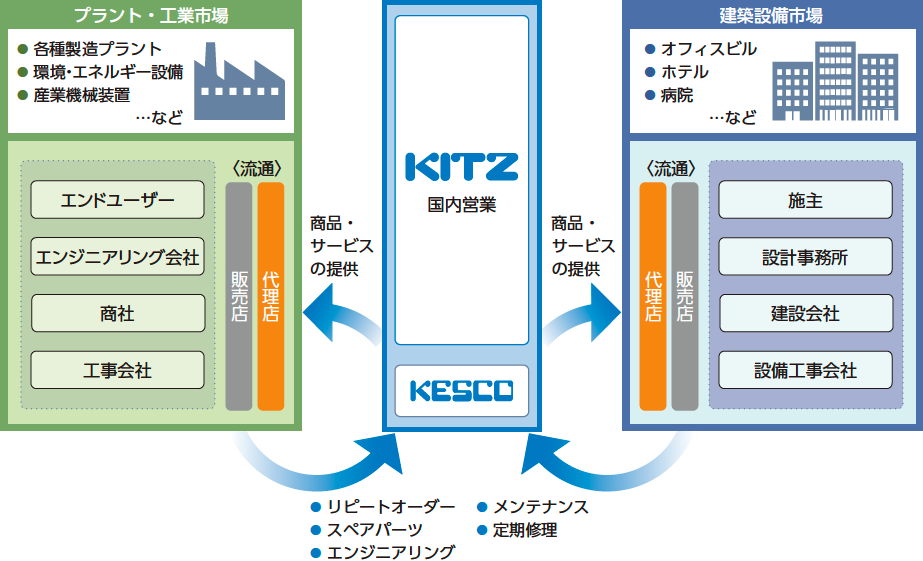 プラント・工業市場
● 各種製造プラント
● 環境・エネルギー設備
● 産業機械装置
…など
〈流通〉
エンドユーザー
エンジニアリング会社
商社
工事会社
販売店
代理店
商品・
サービス
の提供
KITZ
国内営業
KESCO
商品・
サービス
の提供
建築設備市場
● オフィスビル
● ホテル
● 病院
…など
〈流通〉
代理店
販売店
施主
設計事務所
建設会社
設備工事会社
● リピートオーダー
● スペアパーツ
● エンジニアリング
● メンテナンス
● 定期修理